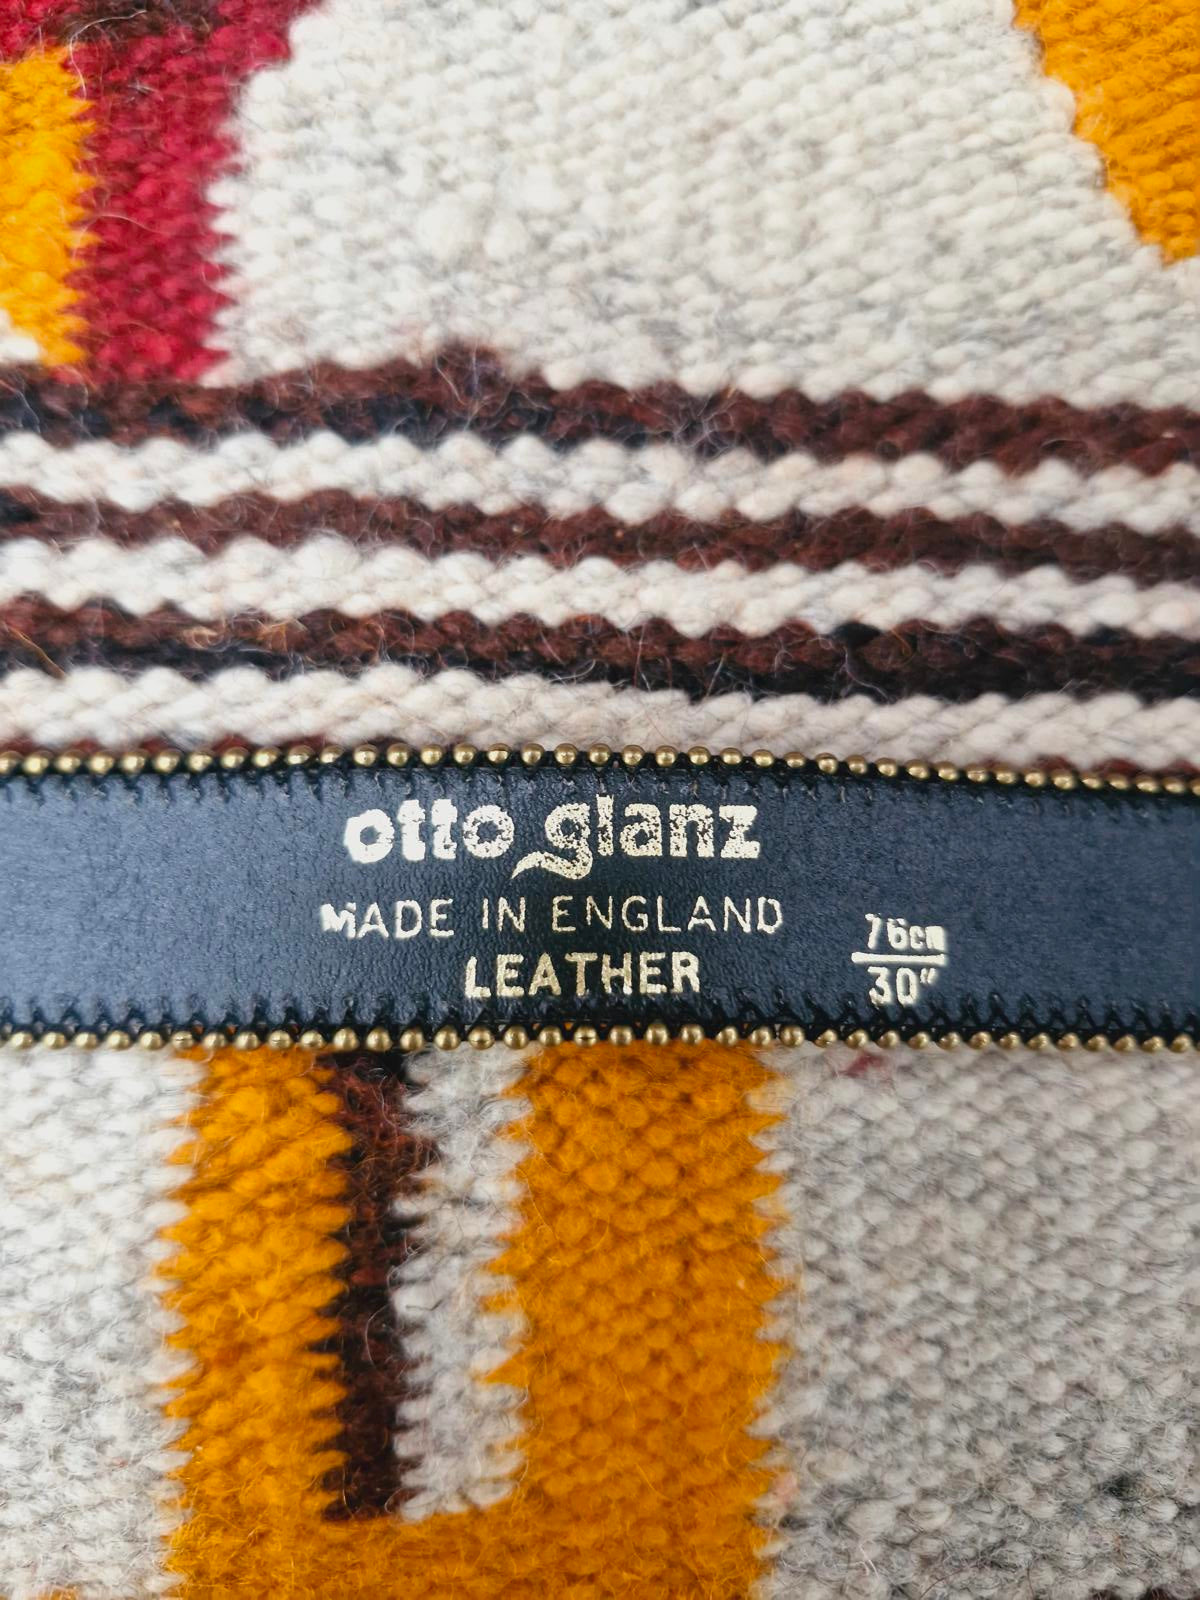 otto glanz
MADE IN ENGLAND
LEATHER
76cm
30"